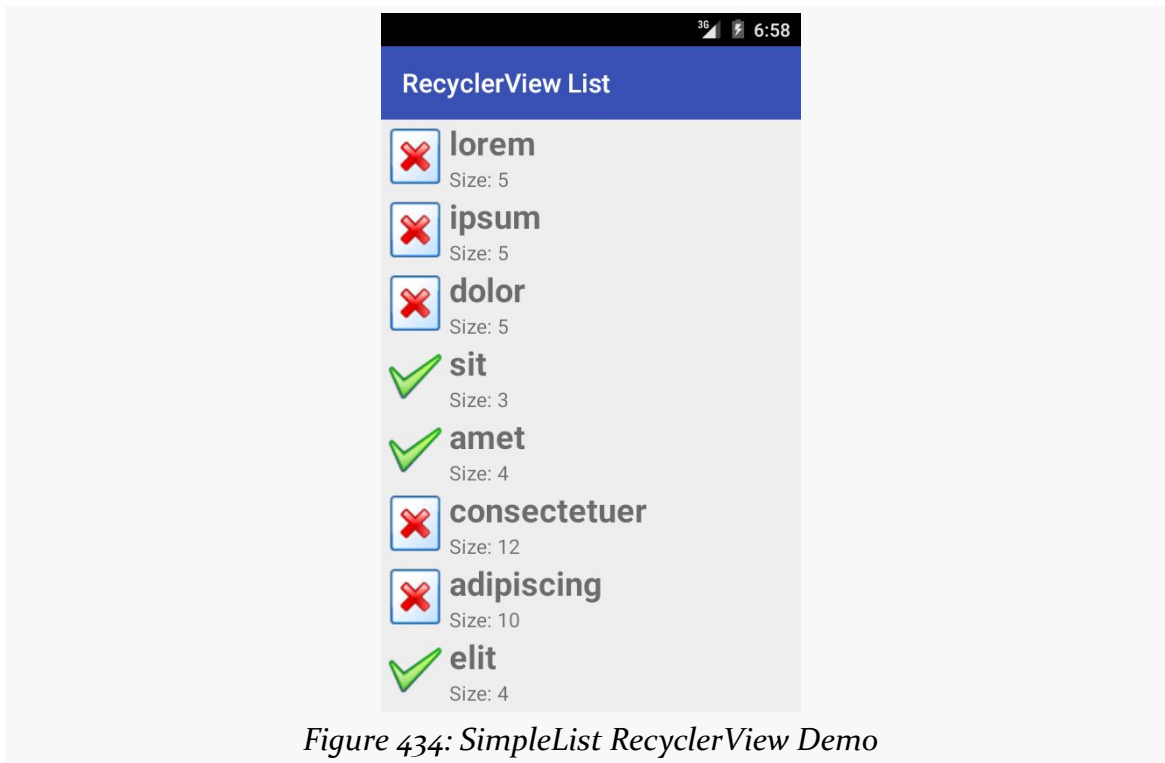 3G 6:58
RecyclerView List
lorem
Size: 5
ipsum
Size: 5
dolor
Size: 5
sit
Size: 3
amet
Size: 4
consectetuer
Size: 12
adipiscing
Size: 10
elit
Size: 4
Figure 434: SimpleList RecyclerView Demo